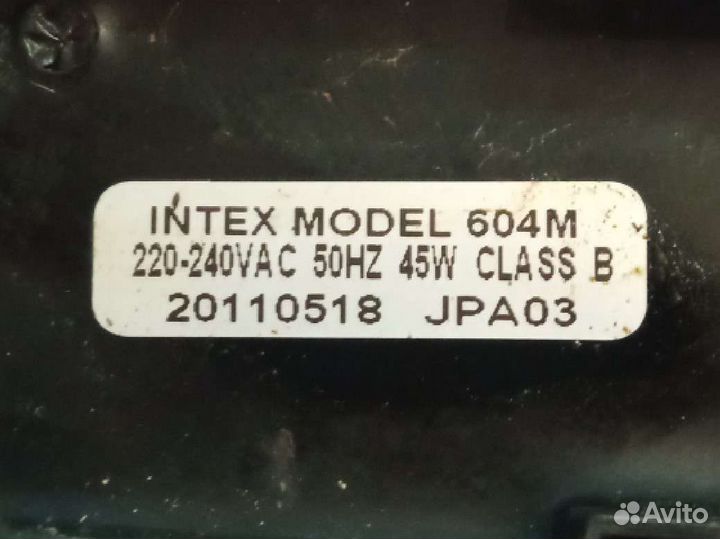 INTEX MODEL 604M
220-240VAC 50HZ 45W CLASS B
20110518 JPA03
Avito